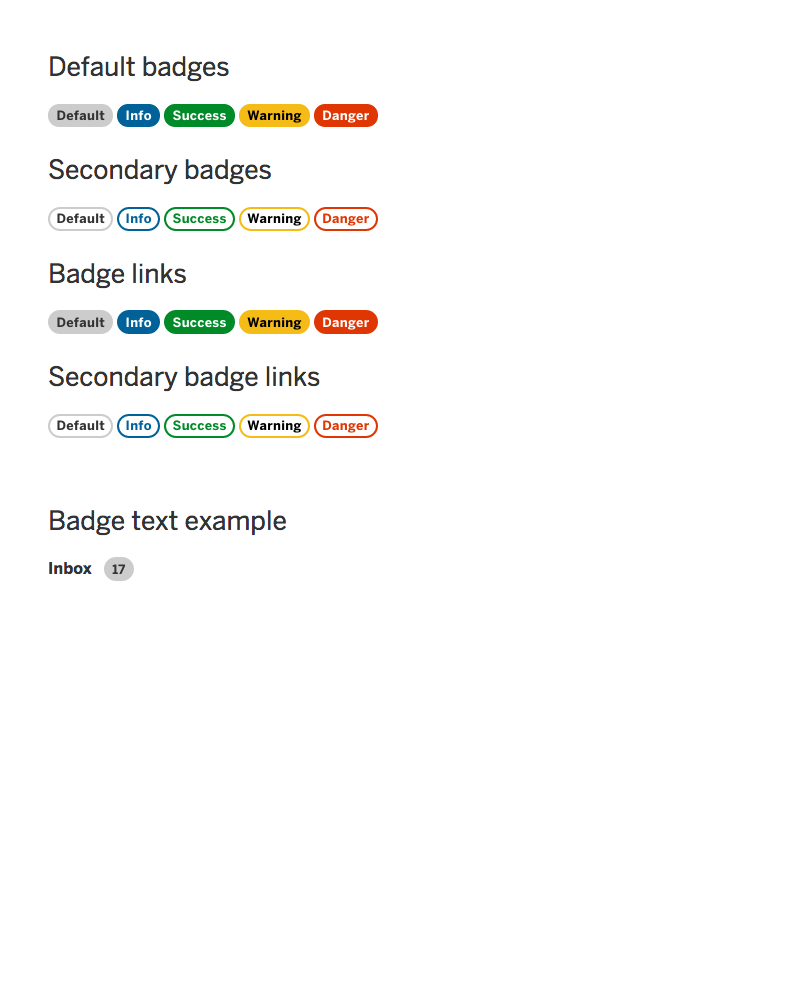 Default badges
Default Info Success Warning Danger
Secondary badges
Default Info Success Warning Danger
Badge links
Default Info Success Warning Danger
Secondary badge links
Default Info Success Warning Danger
Badge text example
Inbox 17